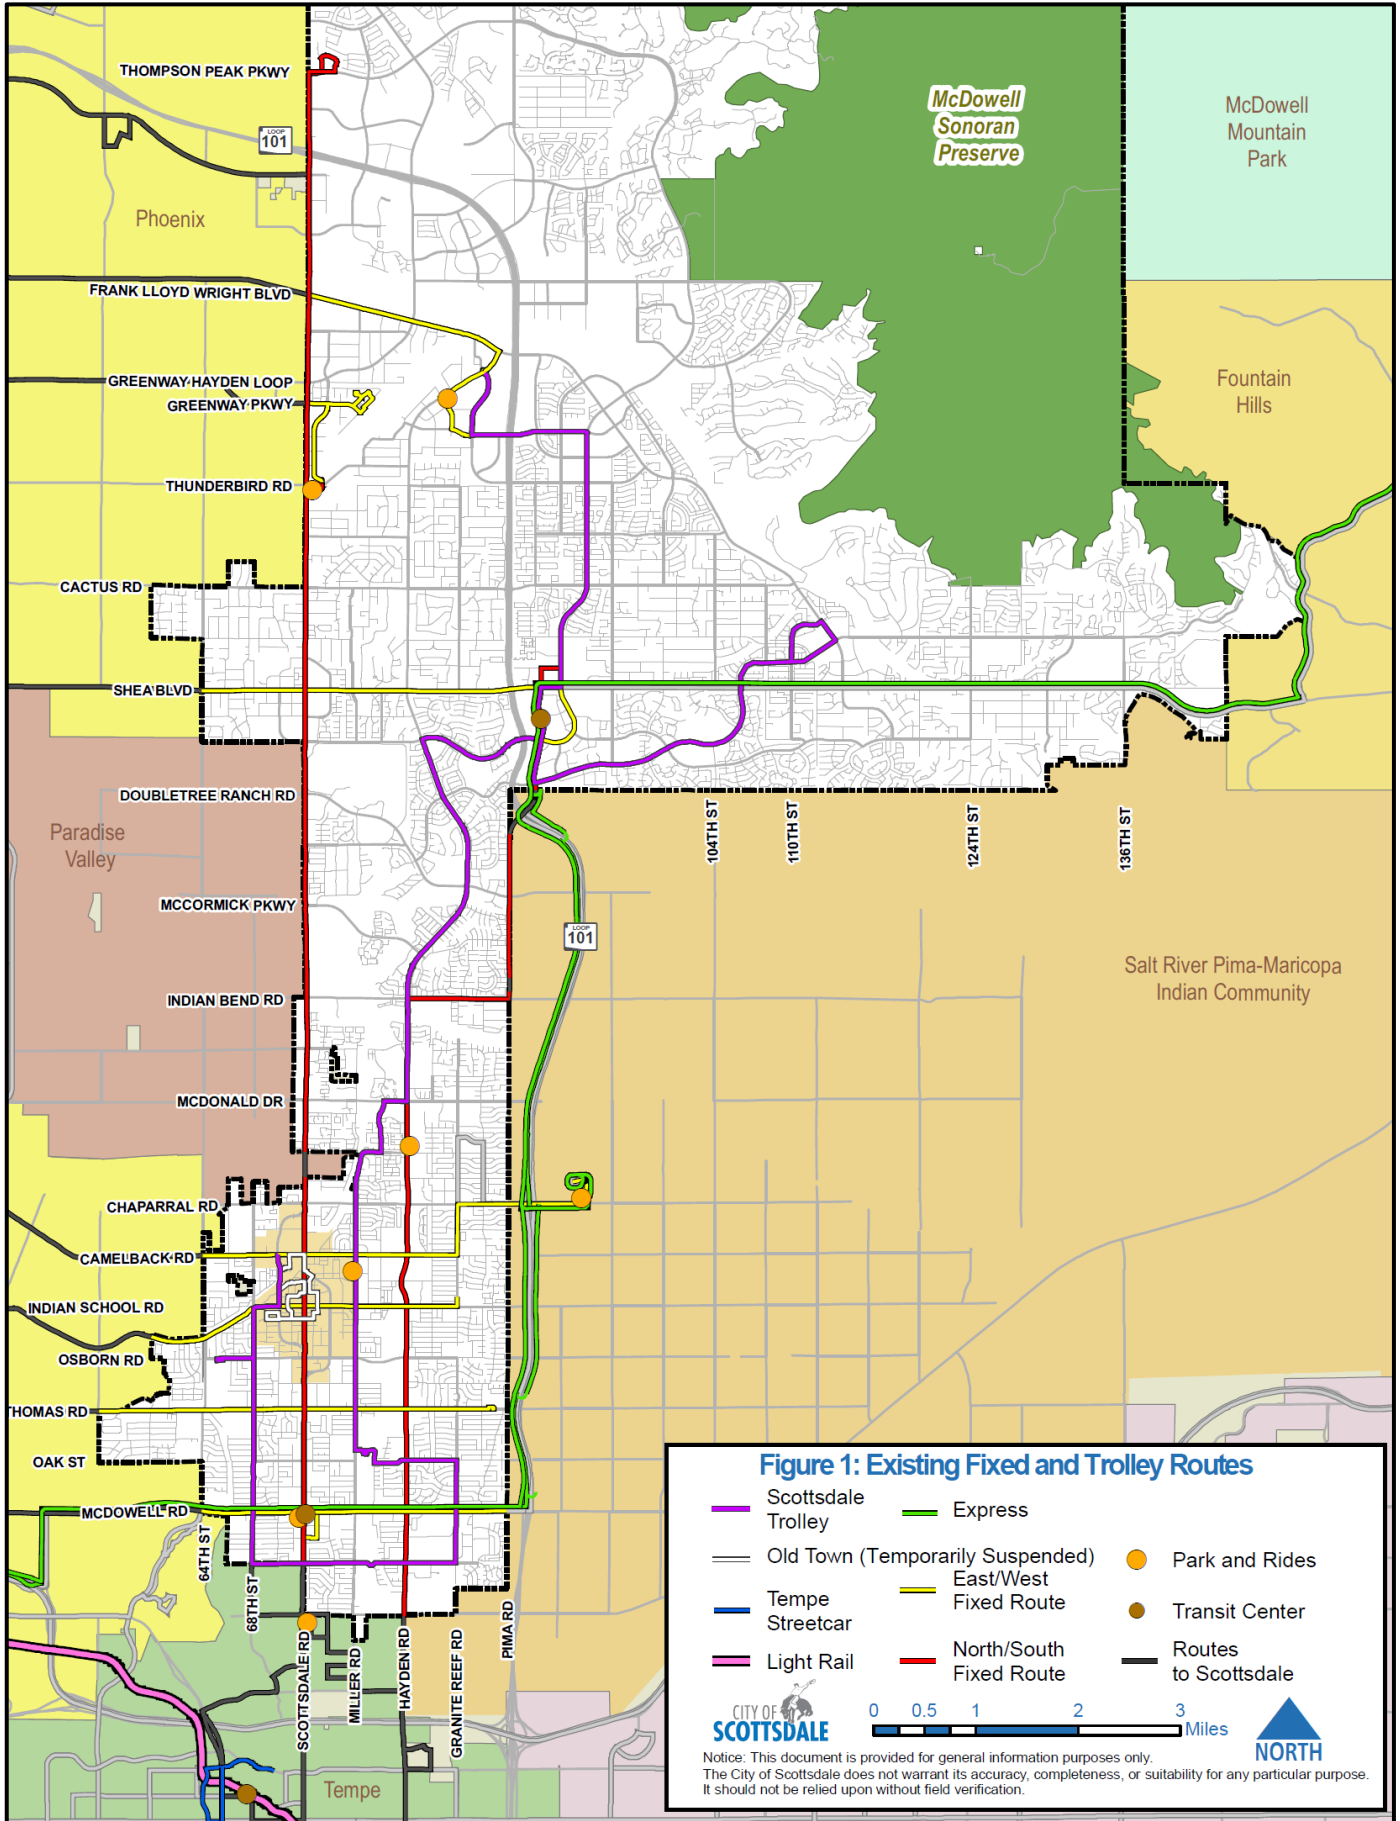 THOMPSON PEAK PKWY
LOOP
101
McDowell
Sonoran
Preserve
McDowell
Mountain
Park
Phoenix
FRANK LLOYD WRIGHT BLVD
GREENWAY HAYDEN LOOP
GREENWAY PKWY
Fountain
Hills
THUNDERBIRD RD
CACTUS RD
SHEA BLVD
DOUBLETREE RANCH RD
Paradise
Valley
104TH ST
110TH ST
124TH ST
136TH ST
MCCORMICK PKWY
LOOP
101
Salt River Pima-Maricopa
Indian Community
INDIAN BEND RD
MCDONALD DR
CHAPARRAL RD
CAMELBACK RD
INDIAN SCHOOL RD
OSBORN RD
THOMAS RD
OAK ST
MCDOWELL RD
64TH ST
68TH ST
SCOTTSDALE RD
MILLER RD
HAYDEN RD
GRANITE REEF RD
PIMA RD
Tempe
Figure 1: Existing Fixed and Trolley Routes
Scottsdale
Trolley
Express
Old Town (Temporarily Suspended)
Park and Rides
East/West
Fixed Route
Tempe
Streetcar
Transit Center
Light Rail
North/South
Fixed Route
Routes
to Scottsdale
CITY OF
SCOTTSDALE
0 0.5 1 2 3
Miles
NORTH
Notice: This document is provided for general information purposes only.
The City of Scottsdale does not warrant its accuracy, completeness, or suitability for any particular purpose.
It should not be relied upon without field verification.